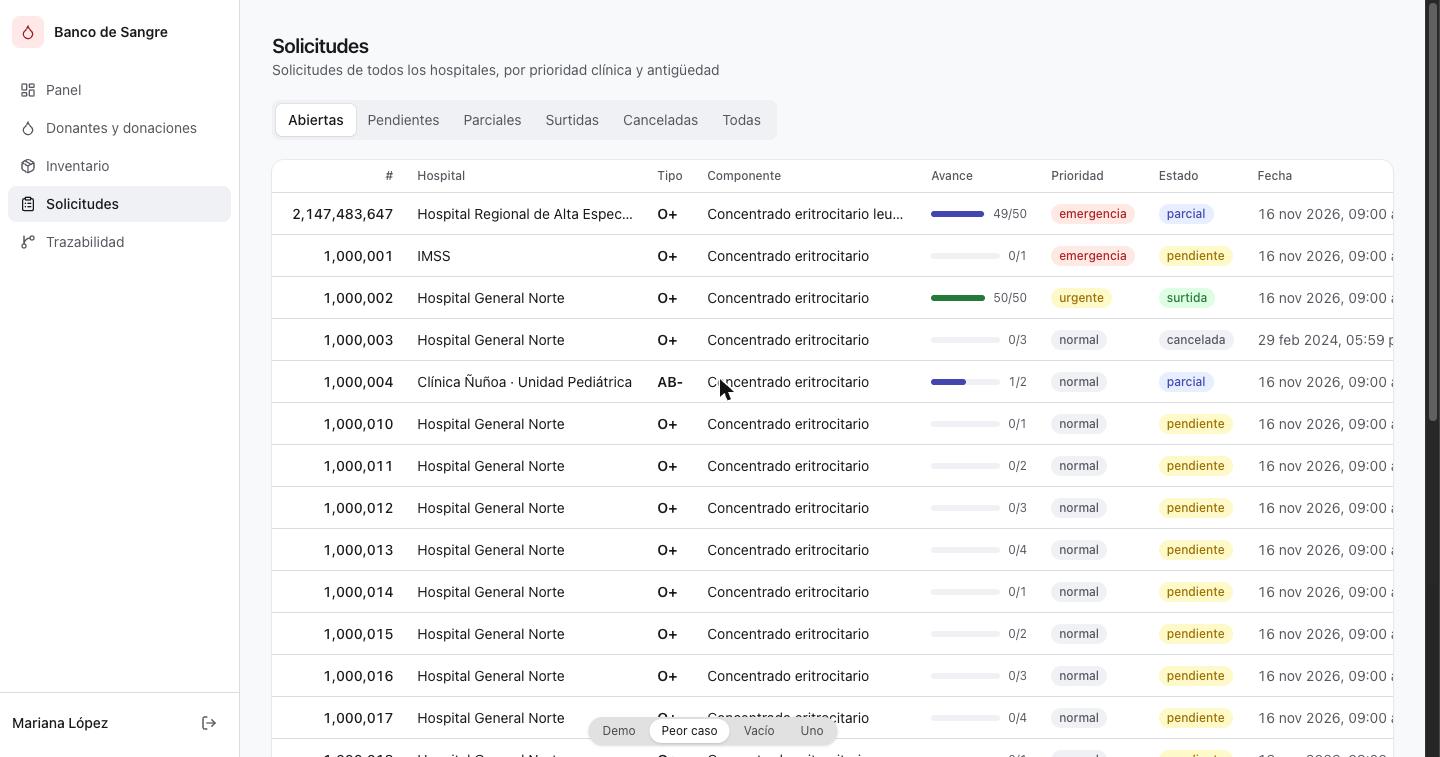 Banco de Sangre
Panel
Donantes y donaciones
Inventario
Solicitudes
Trazabilidad
Mariana López
Solicitudes
Solicitudes de todos los hospitales, por prioridad clínica y antigüedad
Abiertas Pendientes Parciales Surtidas Canceladas Todas
# Hospital Tipo Componente Avance Prioridad Estado Fecha
2,147,483,647 Hospital Regional de Alta Espec... O+ Concentrado eritrocitario leu... 49/50 emergencia parcial 16 nov 2026, 09:00
1,000,001 IMSS O+ Concentrado eritrocitario 0/1 emergencia pendiente 16 nov 2026, 09:00
1,000,002 Hospital General Norte O+ Concentrado eritrocitario 50/50 urgente surtida 16 nov 2026, 09:00
1,000,003 Hospital General Norte O+ Concentrado eritrocitario 0/3 normal cancelada 29 feb 2024, 05:59
1,000,004 Clínica Ñuñoa · Unidad Pediátrica AB- Concentrado eritrocitario 1/2 normal parcial 16 nov 2026, 09:00
1,000,010 Hospital General Norte O+ Concentrado eritrocitario 0/1 normal pendiente 16 nov 2026, 09:00
1,000,011 Hospital General Norte O+ Concentrado eritrocitario 0/2 normal pendiente 16 nov 2026, 09:00
1,000,012 Hospital General Norte O+ Concentrado eritrocitario 0/3 normal pendiente 16 nov 2026, 09:00
1,000,013 Hospital General Norte O+ Concentrado eritrocitario 0/4 normal pendiente 16 nov 2026, 09:00
1,000,014 Hospital General Norte O+ Concentrado eritrocitario 0/1 normal pendiente 16 nov 2026, 09:00
1,000,015 Hospital General Norte O+ Concentrado eritrocitario 0/2 normal pendiente 16 nov 2026, 09:00
1,000,016 Hospital General Norte O+ Concentrado eritrocitario 0/3 normal pendiente 16 nov 2026, 09:00
1,000,017 Hospital General Norte O+ Concentrado eritrocitario 0/4 normal pendiente 16 nov 2026, 09:00
Demo Peor caso Vacío Uno